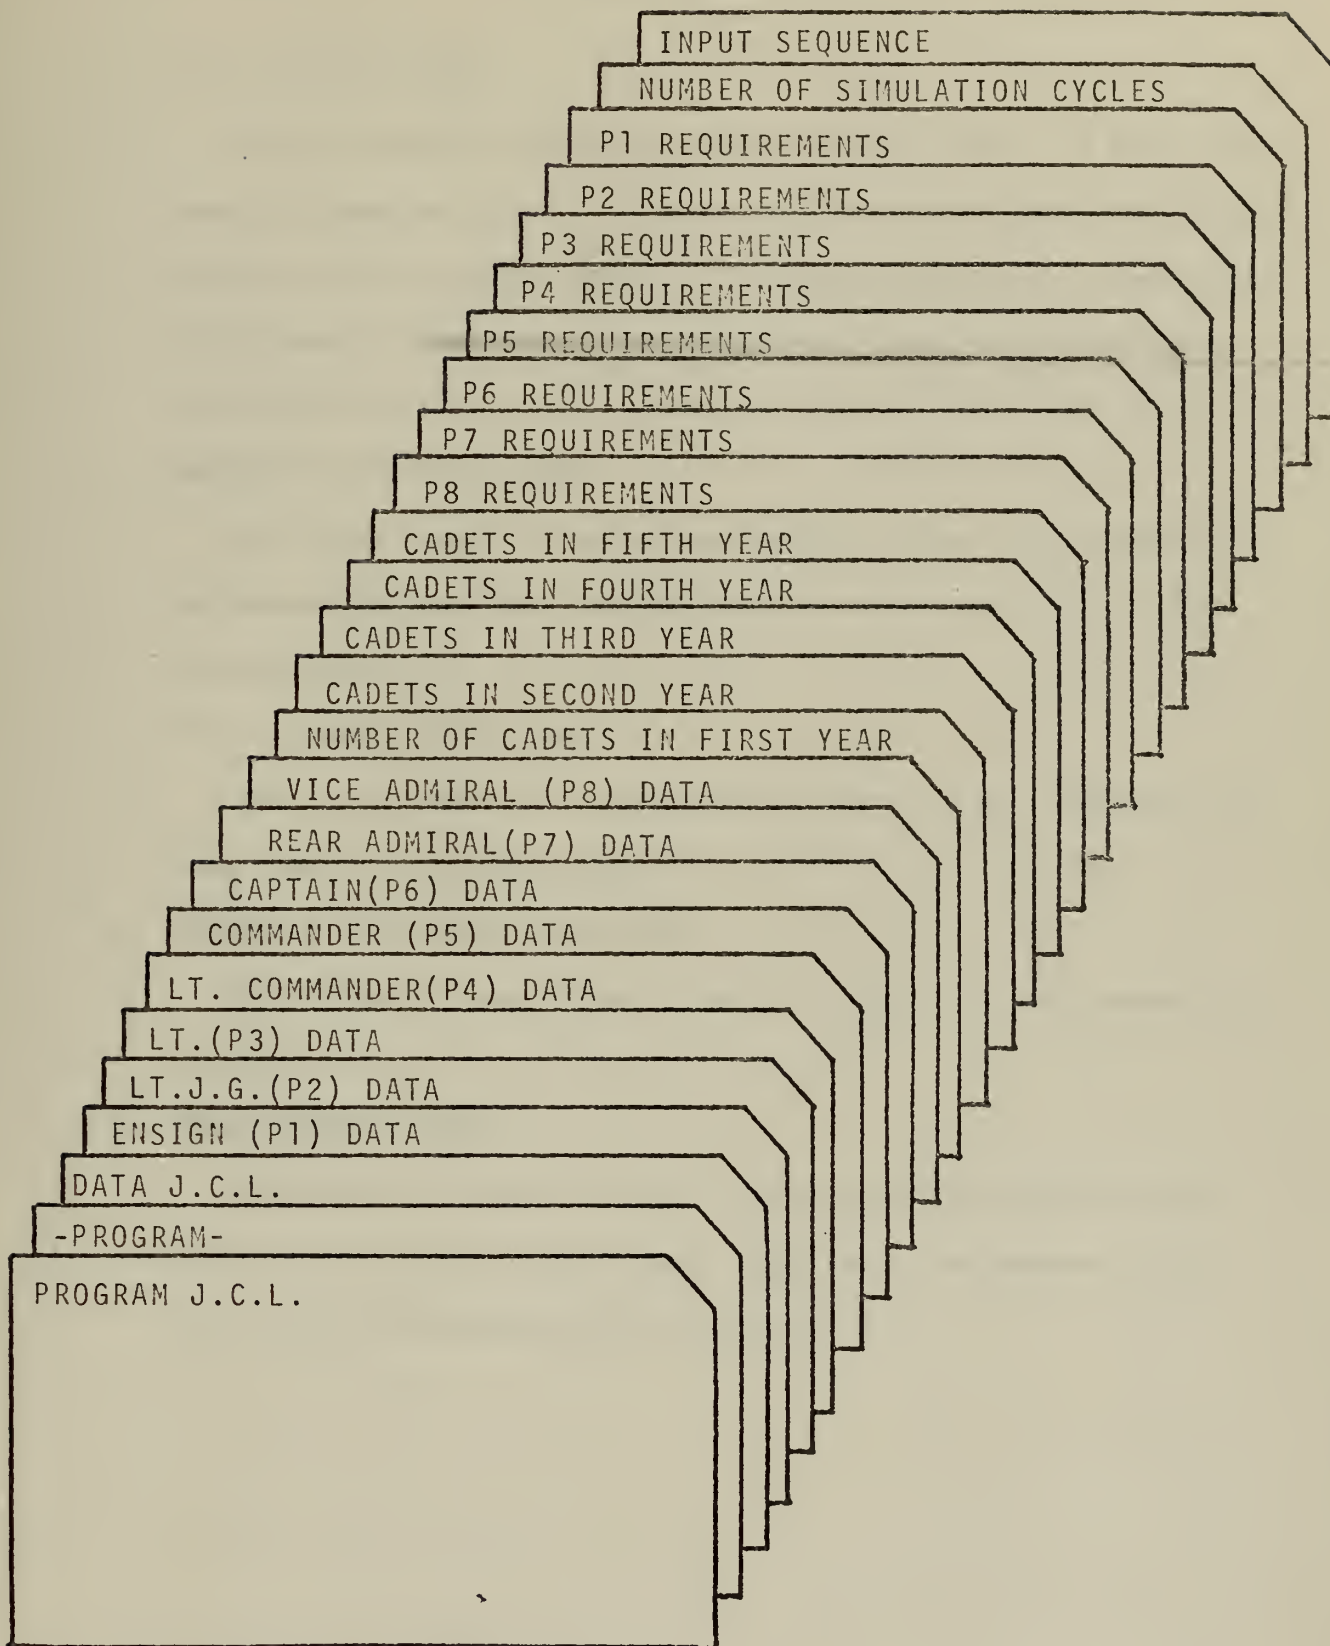 INPUT SEQUENCE
NUMBER OF SIMULATION CYCLES
P1 REQUIREMENTS
P2 REQUIREMENTS
P3 REQUIREMENTS
P4 REQUIREMENTS
P5 REQUIREMENTS
P6 REQUIREMENTS
P7 REQUIREMENTS
P8 REQUIREMENTS
CADETS IN FIFTH YEAR
CADETS IN FOURTH YEAR
CADETS IN THIRD YEAR
CADETS IN SECOND YEAR
NUMBER OF CADETS IN FIRST YEAR
VICE ADMIRAL (P8) DATA
REAR ADMIRAL(P7) DATA
CAPTAIN(P6) DATA
COMMANDER (P5) DATA
LT. COMMANDER(P4) DATA
LT.(P3) DATA
LT.J.G.(P2) DATA
ENSIGN (P1) DATA
DATA J.C.L.
-PROGRAM-
PROGRAM J.C.L.